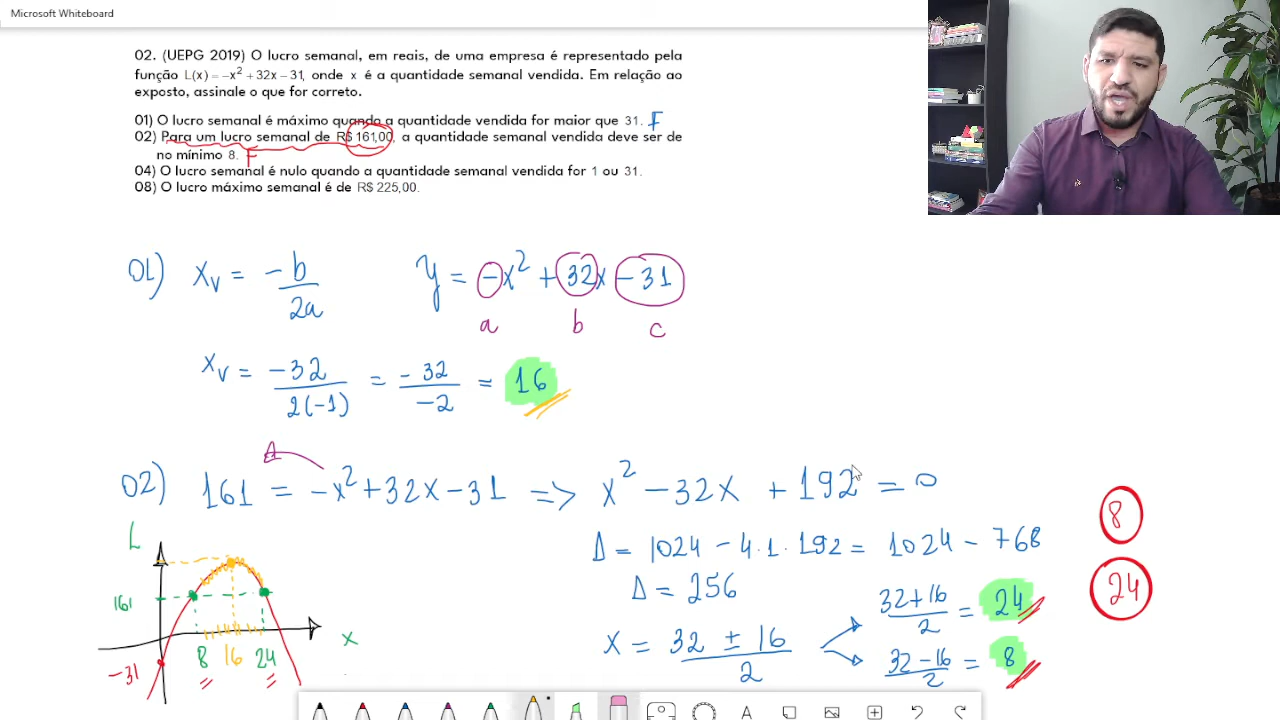 Microsoft Whiteboard
02. (UEPG 2019) O lucro semanal, em reais, de uma empresa é representado pela
função L(x) = -x² + 32x - 31, onde x é a quantidade semanal vendida. Em relação ao
exposto, assinale o que for correto.
01) O lucro semanal é máximo quando a quantidade vendida for maior que 31. F
02) Para um lucro semanal de R$ 161,00, a quantidade semanal vendida deve ser de
no mínimo 8. F
04) O lucro semanal é nulo quando a quantidade semanal vendida for 1 ou 31.
08) O lucro máximo semanal é de R$ 225,00.
01) xv = -b/2a y = -x² + 32x - 31
a b c
xv = -32/2(-1) = -32/-2 = 16
02) 161 = -x² + 32x - 31 => x² - 32x + 192 = 0
Δ = 1024 - 4.1.192 = 1024 - 768
Δ = 256
x = 32 ± 16/2
32+16/2 = 24
32-16/2 = 8
8
24
L
161
-31
8 16 24
x